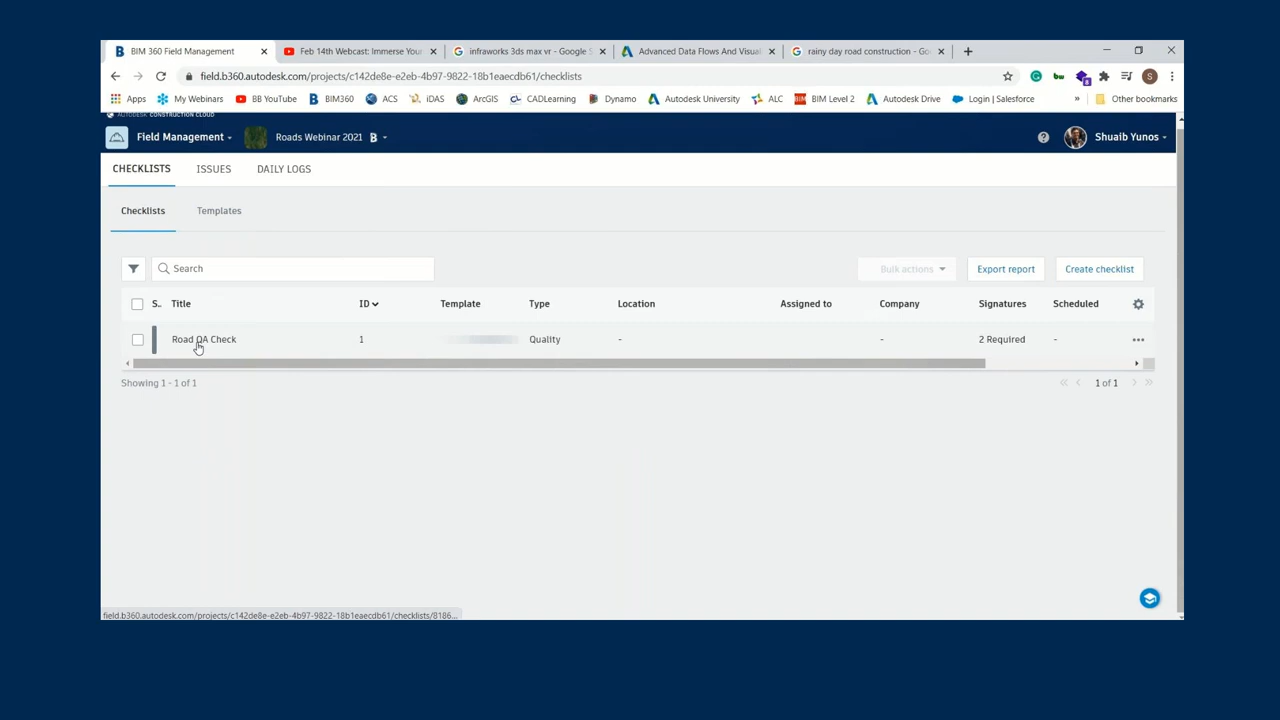 BIM 360 Field Management
Feb 14th Webcast: Immerse Your
infraworks 3ds max vr - Google S
Advanced Data Flows And Visual
rainy day road construction - Go
field.b360.autodesk.com/projects/c142de8e-e2eb-4b97-9822-18b1eaecdb61/checklists
S
Apps
My Webinars
BB YouTube
BIM360
ACS
iDAS
ArcGIS
CADLearning
Dynamo
Autodesk University
ALC
BIM Level 2
Autodesk Drive
Login | Salesforce
»
Other bookmarks
AUTODESK CONSTRUCTION CLOUD
Field Management
Roads Webinar 2021
Shuaib Yunos
CHECKLISTS ISSUES DAILY LOGS
Checklists Templates
Search
Bulk actions
Export report
Create checklist
S.. Title ID Template Type Location Assigned to Company Signatures Scheduled
Road QA Check 1 Quality - - 2 Required -
Showing 1 - 1 of 1
1 of 1
field.b360.autodesk.com/projects/c142de8e-e2eb-4b97-9822-18b1eaecdb61/checklists/8186...